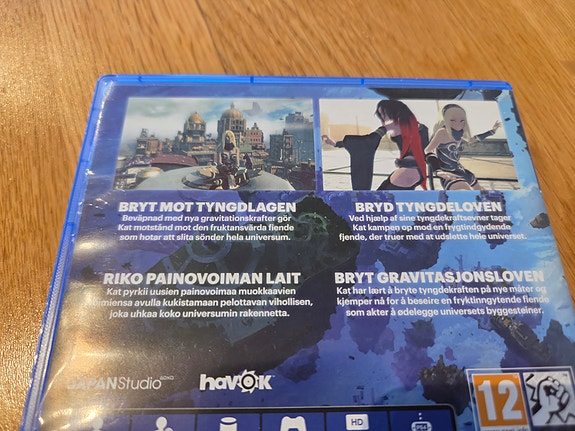 BRYT MOT TYNGDLAGEN
Beväpnad med nya gravitationskrafter gör
Kat motstånd mot den fruktansvärda fiende
som hotar att slita sönder hela universum.
BRYD TYNGDELOVEN
Ved hjælp af sine tyngdekraftsevner tager
Kat kampen op mod en frygtindgydende
fjende, der truer med at udslette hele universet.
RIKO PAINOVOIMAN LAIT
Kat pyrkii uusien painovoimaa muokkaavien
avulla kukistamaan pelottavan vihollisen,
joka uhkaa koko universumin rakennetta.
BRYT GRAVITASJONSLOVEN
Kat har lært å bryte tyngdekraften på nye måter og
kjemper nå for å beseire en fryktinngytende fiende
som akter å ødelegge universets byggesteiner.
JAPANStudio
havok
12
HD
PS4